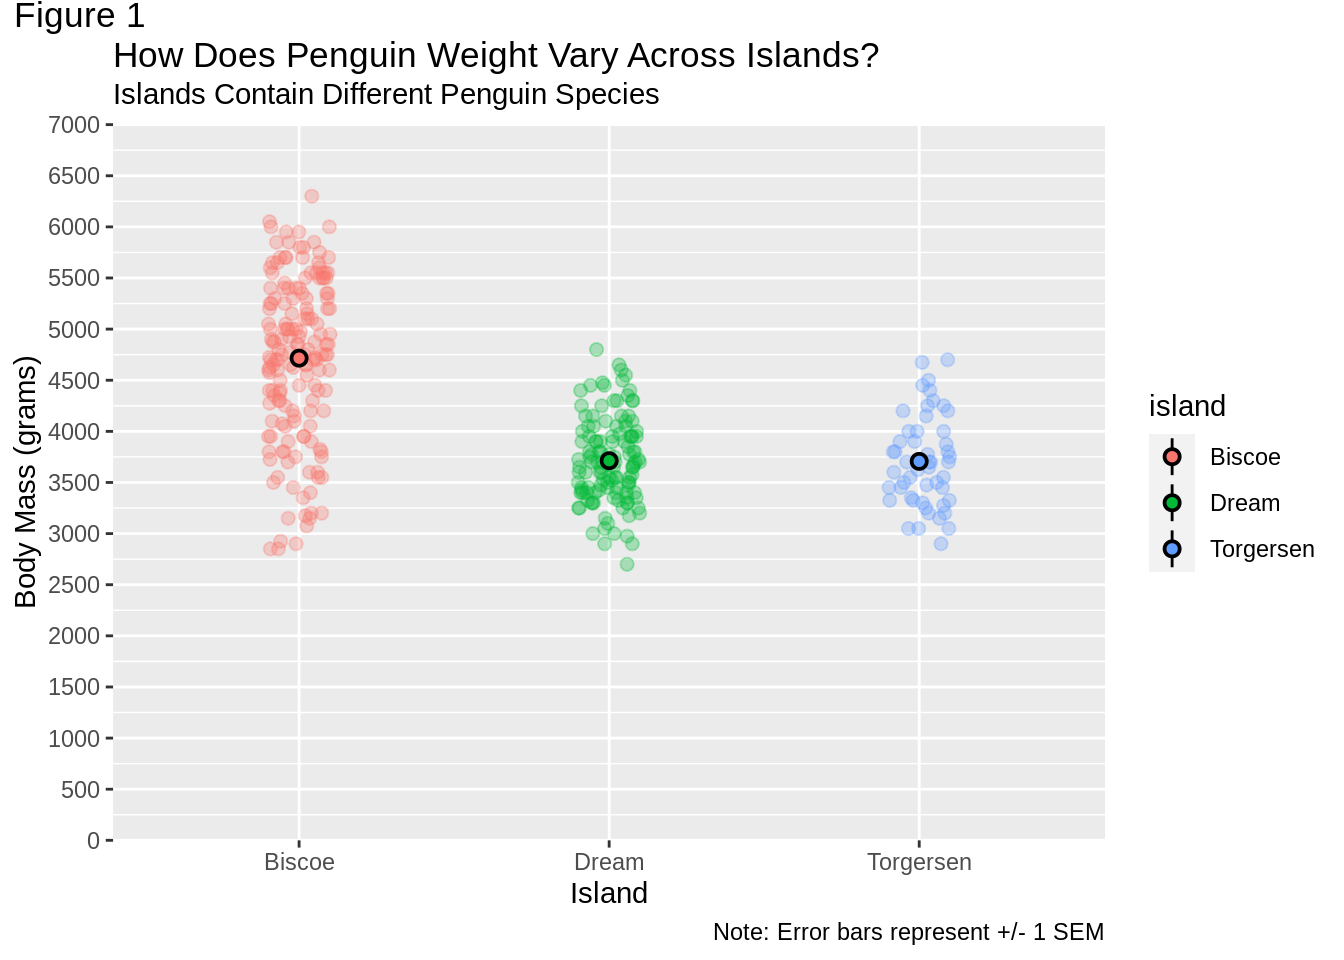 Figure 1
How Does Penguin Weight Vary Across Islands?
Islands Contain Different Penguin Species
Body Mass (grams)
7000
6500
6000
5500
5000
4500
4000
3500
3000
2500
2000
1500
1000
500
0
Biscoe
Dream
Torgersen
Island
island
Biscoe
Dream
Torgersen
Note: Error bars represent +/- 1 SEM